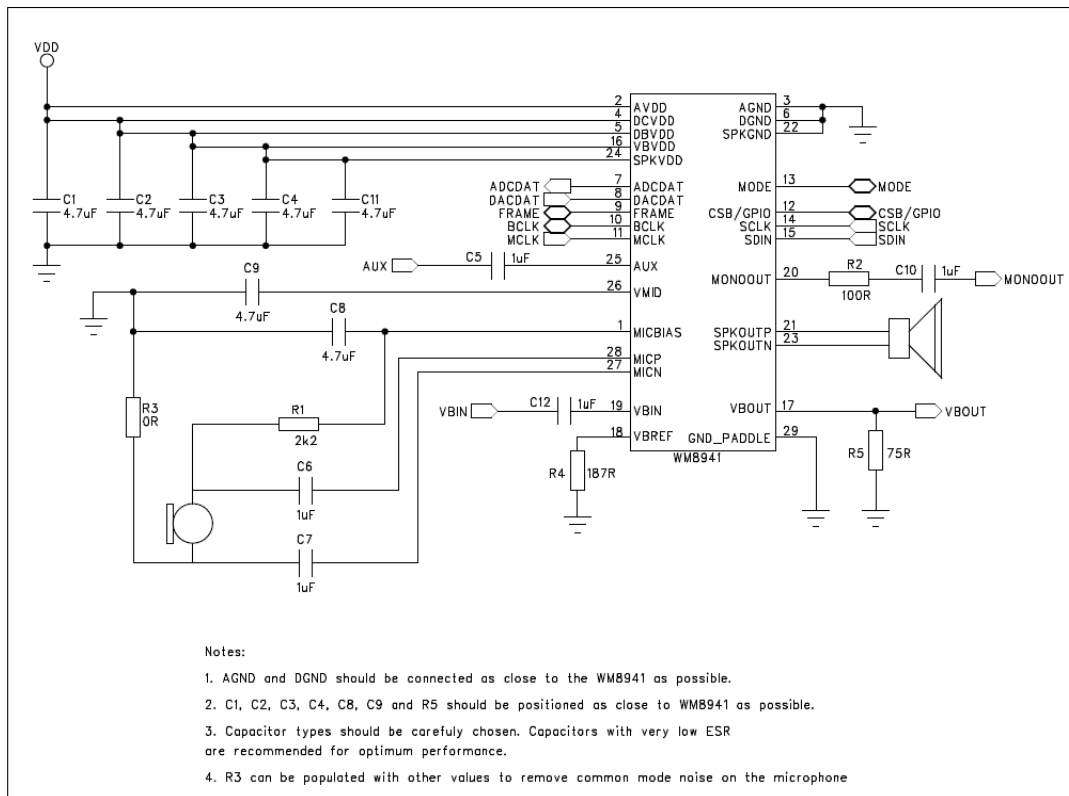 VDD
2 AVDD
4 DCVDD
5 DBVDD
16 VBVDD
24 SPKVDD
AGND 3
DGND 6
SPKGND 22
C1 4.7uF
C2 4.7uF
C3 4.7uF
C4 4.7uF
C11 4.7uF
ADCDAT 7 ADCDAT
DACDAT 8 DACDAT
FRAME 9 FRAME
BCLK 10 BCLK
MCLK 11 MCLK
MODE 13 MODE
CSB/GPIO 12 CSB/GPIO
SCLK 14 SCLK
SDIN 15 SDIN
AUX C5 1uF 25 AUX
C9 4.7uF 26 VMID
MONOOUT 20 R2 100R C10 1uF MONOOUT
C8 4.7uF 1 MICBIAS
SPKOUTP 21
SPKOUTN 23
28 MICP
27 MICN
R3 0R
R1 2k2
VBIN C12 1uF 19 VBIN
VBOUT 17 VBOUT
18 VBREF
GND_PADDLE 29
WM8941
R4 187R
R5 75R
C6 1uF
C7 1uF
Notes:
1. AGND and DGND should be connected as close to the WM8941 as possible.
2. C1, C2, C3, C4, C8, C9 and R5 should be positioned as close to WM8941 as possible.
3. Capacitor types should be carefuly chosen. Capacitors with very low ESR
are recommended for optimum performance.
4. R3 can be populated with other values to remove common mode noise on the microphone